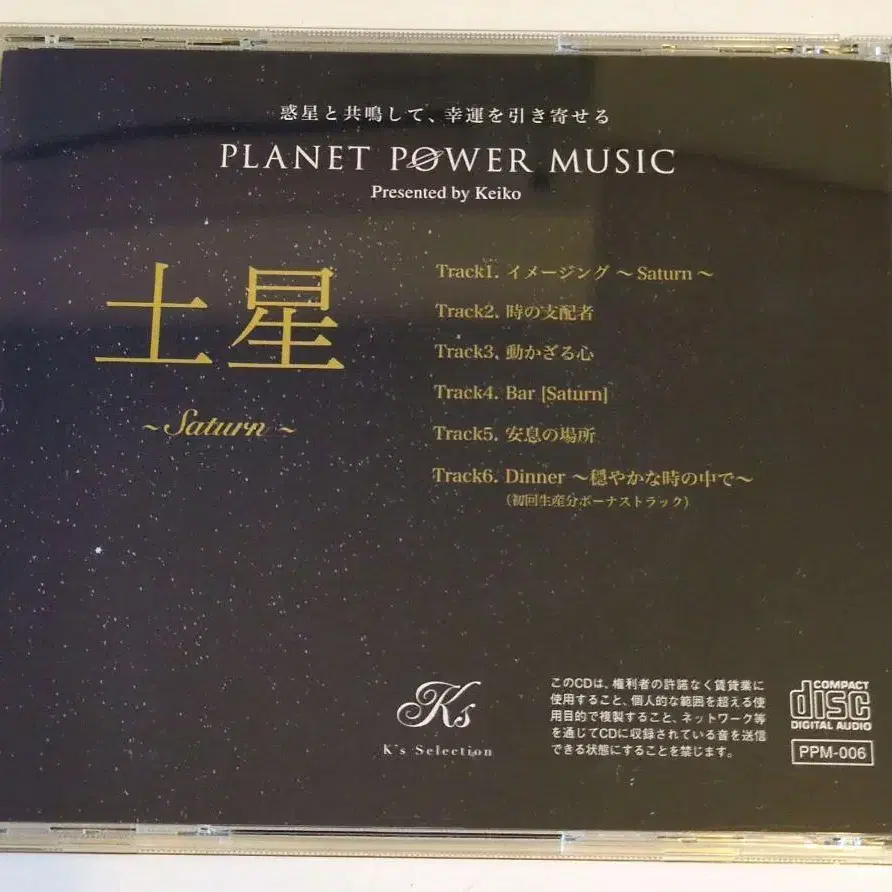 惑星と共鳴して、幸運を引き寄せる
PLANET POWER MUSIC
Presented by Keiko
土星
~Saturn~
Track1. イメージング ～Saturn～
Track2. 時の支配者
Track3. 動かざる心
Track4. Bar [Saturn]
Track5. 安息の場所
Track6. Dinner ～穏やかな時の中で～
(初回生産分ボーナストラック)
Ks
K's Selection
このCDは、権利者の許諾なく賃貸業に
使用すること、個人的な範囲を超える使
用目的で複製すること、ネットワーク等
を通じてCDに収録されている音を送信
できる状態にすることを禁じます。
COMPACT
disc
DIGITAL AUDIO
PPM-006